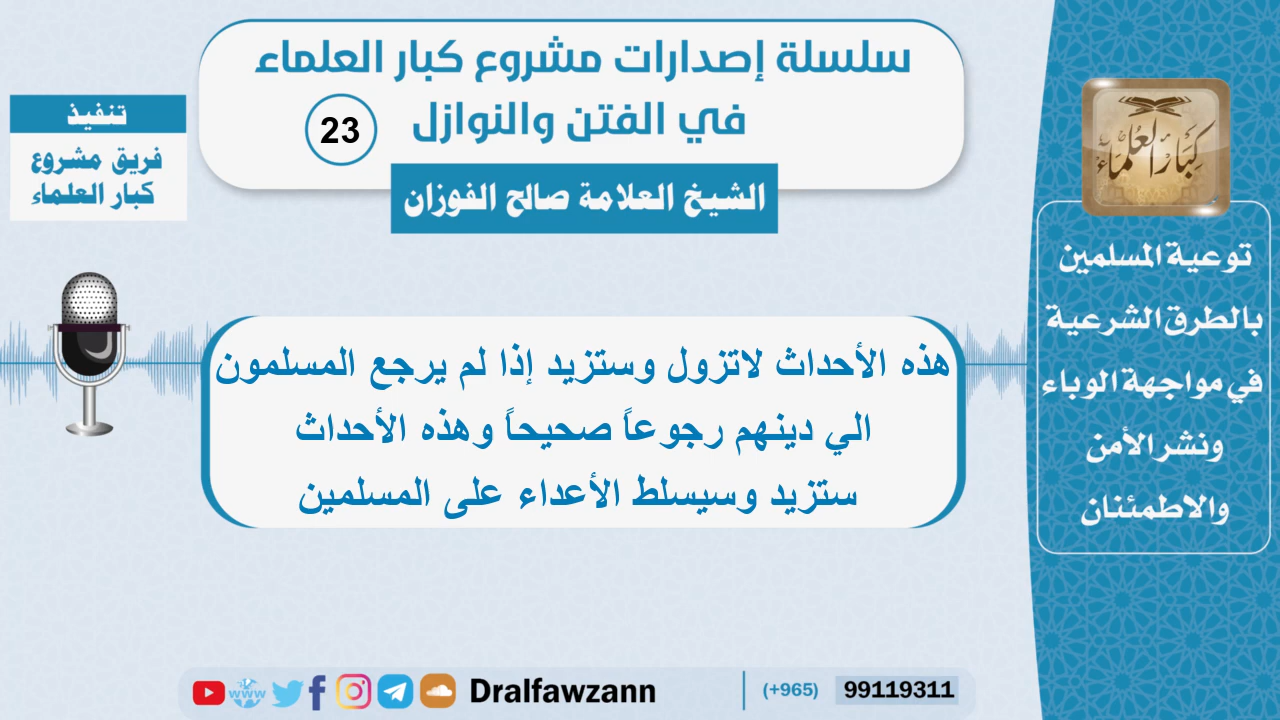 سلسلة إصدارات مشروع كبار العلماء
في الفتن والنوازل
23
الشيخ العلامة صالح الفوزان
تنفيذ
فريق مشروع
كبار العلماء
كبار العلماء
توعية المسلمين
بالطرق الشرعية
في مواجهة الوباء
ونشر الأمن
والاطمئنان
هذه الأحداث لاتزول وستزيد إذا لم يرجع المسلمون
الي دينهم رجوعاً صحيحاً وهذه الأحداث
ستزيد وسيسلط الأعداء على المسلمين
www
Dralfawzann
(+965) 99119311